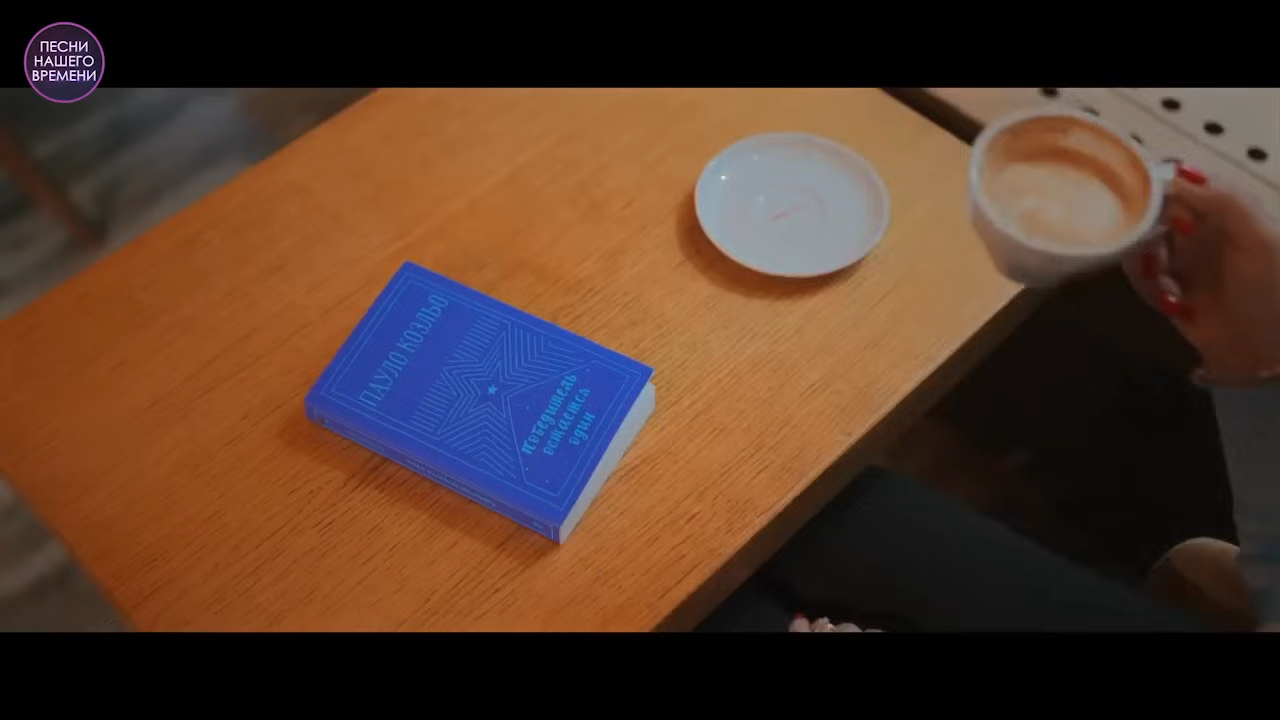 ПЕСНИ
НАШЕГО
ВРЕМЕНИ
ПАУЛО КОЭЛЬО
победитель
остается
один